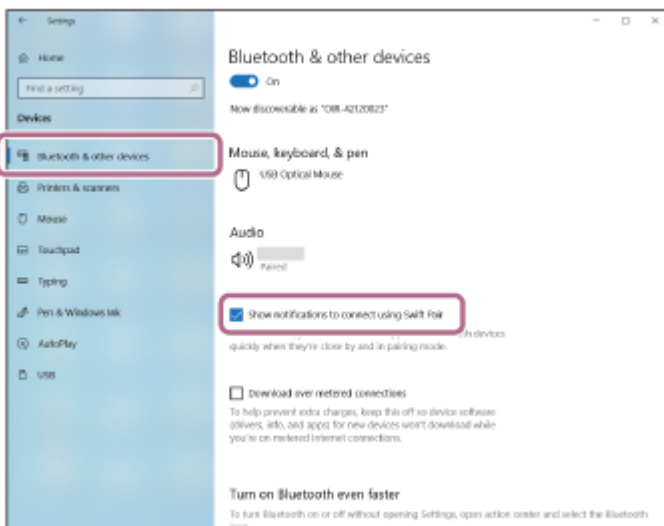 Settings
Home
Find a setting
Devices
Bluetooth & other devices
Printers & scanners
Mouse
Touchpad
Typing
Pen & Windows Ink
AutoPlay
USB
Bluetooth & other devices
On
Now discoverable as
Mouse, keyboard, & pen
USB Optical Mouse
Audio
Paired
Show notifications to connect using Swift Pair
devices
quickly when they're close by and in pairing mode.
Download over metered connections
To help prevent extra charges, keep this off so device software
(drivers, info, and apps) for new devices won't download while
you're on metered Internet connections.
Turn on Bluetooth even faster
To turn Bluetooth on or off without opening Settings, open action center and select the Bluetooth